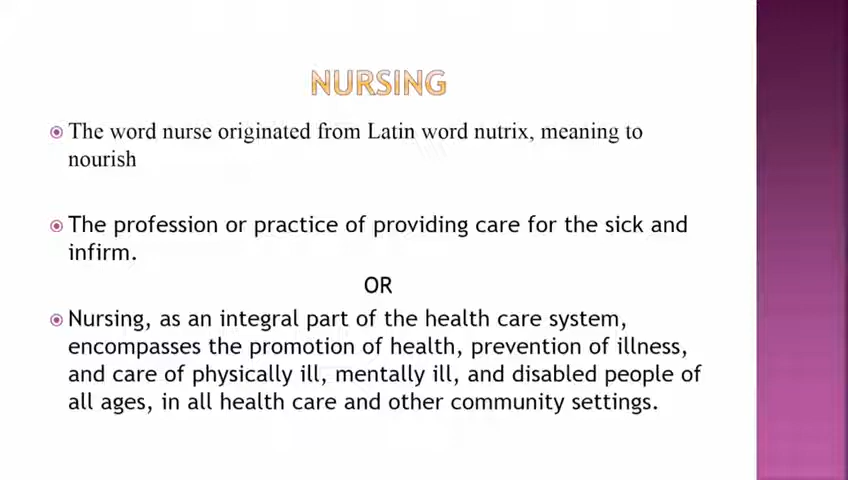 NURSING
The word nurse originated from Latin word nutrix, meaning to
nourish
The profession or practice of providing care for the sick and
infirm.
OR
Nursing, as an integral part of the health care system,
encompasses the promotion of health, prevention of illness,
and care of physically ill, mentally ill, and disabled people of
all ages, in all health care and other community settings.